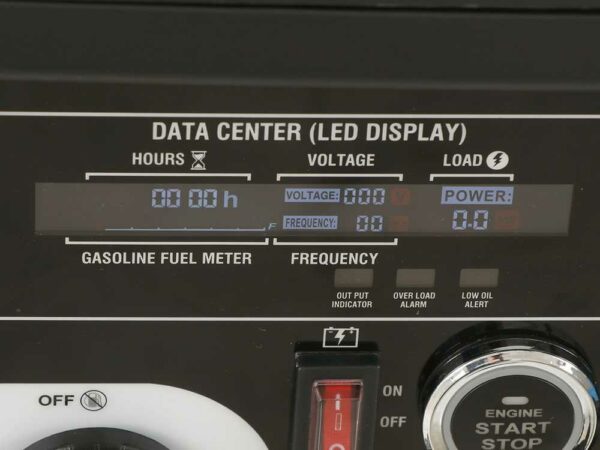 DATA CENTER (LED DISPLAY)
HOURS VOLTAGE LOAD
00 00 h VOLTAGE: 000 V POWER:
F FREQUENCY: 00 0.0
GASOLINE FUEL METER FREQUENCY
OUT PUT INDICATOR OVER LOAD ALARM LOW OIL ALERT
ON
OFF
OFF
ENGINE
START
STOP